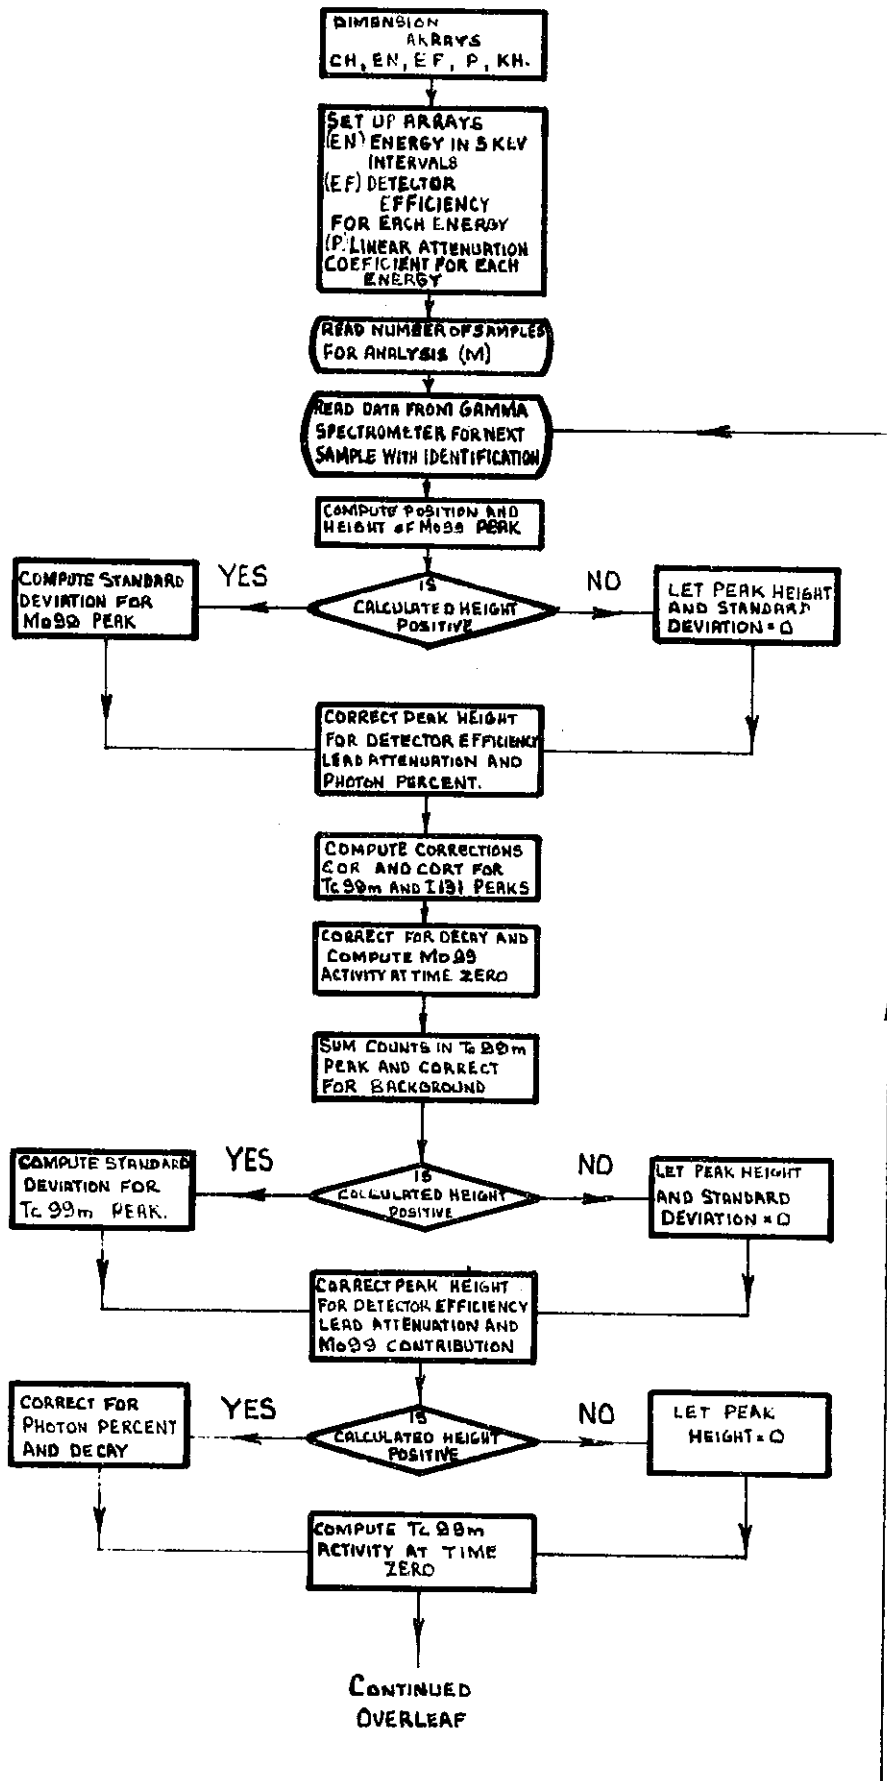 DIMENSION
ARRAYS
CH, EN, EF, P, KH.
SET UP ARRAYS
(EN) ENERGY IN 5 KEV
INTERVALS
(EF) DETECTOR
EFFICIENCY
FOR EACH ENERGY
(P) LINEAR ATTENUATION
COEFICIENT FOR EACH
ENERGY
READ NUMBER OF SAMPLES
FOR ANALYSIS (M)
READ DATA FROM GAMMA
SPECTROMETER FOR NEXT
SAMPLE WITH IDENTIFICATION
COMPUTE POSITION AND
HEIGHT OF Mo99 PEAK
COMPUTE STANDARD
DEVIATION FOR
Mo99 PEAK
YES
IS
CALCULATED HEIGHT
POSITIVE
NO
LET PEAK HEIGHT
AND STANDARD
DEVIATION = 0
CORRECT PEAK HEIGHT
FOR DETECTOR EFFICIENCY
LEAD ATTENUATION AND
PHOTON PERCENT.
COMPUTE CORRECTIONS
COR AND CORT FOR
Tc99m AND I131 PEAKS
CORRECT FOR DECAY AND
COMPUTE Mo99
ACTIVITY AT TIME ZERO
SUM COUNTS IN Tc99m
PEAK AND CORRECT
FOR BACKGROUND
COMPUTE STANDARD
DEVIATION FOR
Tc 99m PEAK.
YES
IS
CALCULATED HEIGHT
POSITIVE
NO
LET PEAK HEIGHT
AND STANDARD
DEVIATION = 0
CORRECT PEAK HEIGHT
FOR DETECTOR EFFICIENCY
LEAD ATTENUATION AND
Mo99 CONTRIBUTION
CORRECT FOR
PHOTON PERCENT
AND DECAY
YES
IS
CALCULATED HEIGHT
POSITIVE
NO
LET PEAK
HEIGHT = 0
COMPUTE Tc99m
ACTIVITY AT TIME
ZERO
CONTINUED
OVERLEAF